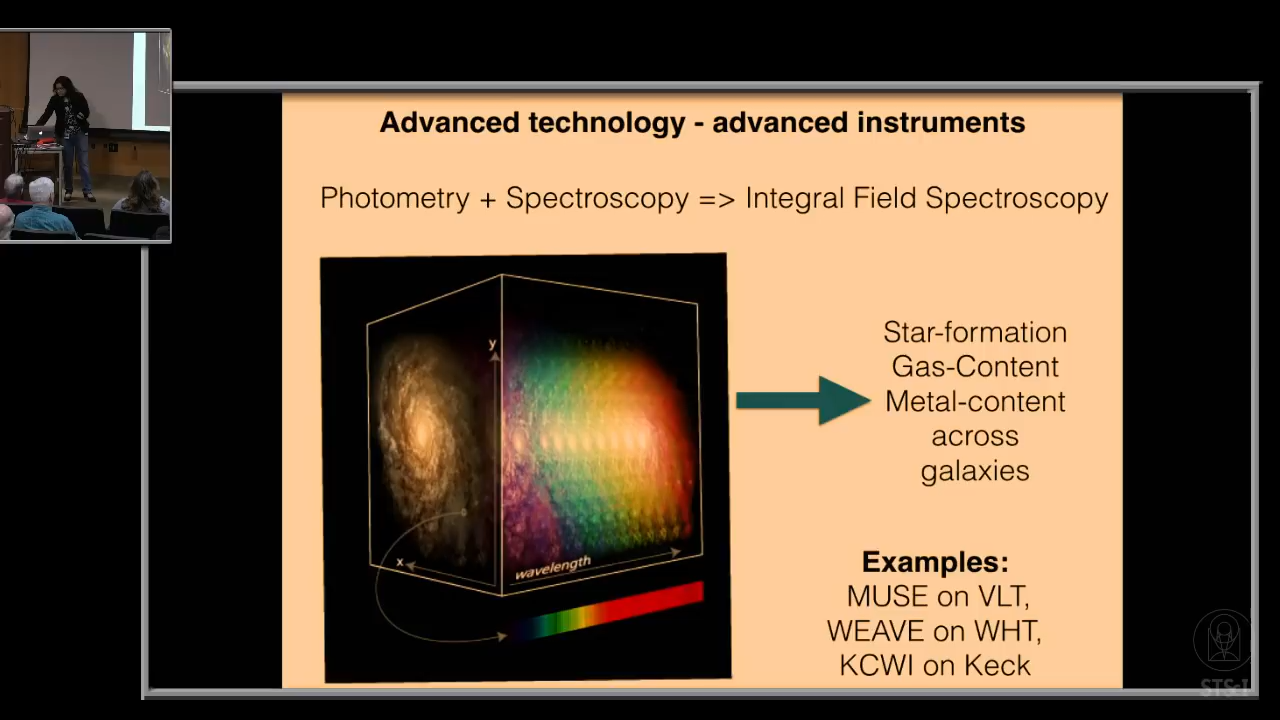 Advanced technology - advanced instruments
Photometry + Spectroscopy => Integral Field Spectroscopy
y
x
wavelength
Star-formation
Gas-Content
Metal-content
across
galaxies
Examples:
MUSE on VLT,
WEAVE on WHT,
KCWI on Keck
STScI